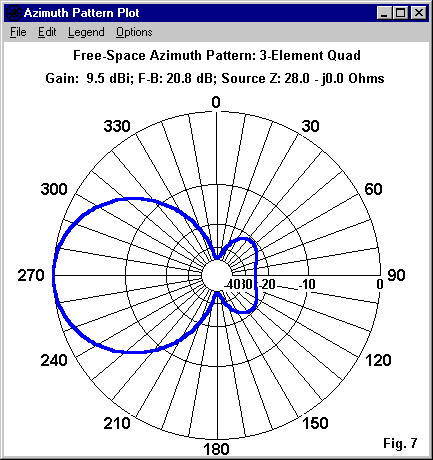 Azimuth Pattern Plot
File Edit Legend Options
Free-Space Azimuth Pattern: 3-Element Quad
Gain: 9.5 dBi; F-B: 20.8 dB; Source Z: 28.0 - j0.0 Ohms
0
330 30
300 60
270 -40 -30 -20 -10 0 90
240 120
210 150
180
Fig. 7